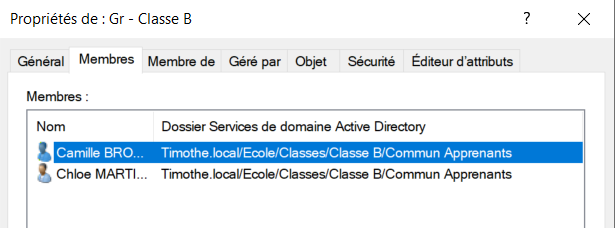 Propriétés de : Gr - Classe B
? ×
Général Membres Membre de Géré par Objet Sécurité Éditeur d'attributs
Membres :
Nom Dossier Services de domaine Active Directory
Camille BRO... Timothe.local/Ecole/Classes/Classe B/Commun Apprenants
Chloe MARTI... Timothe.local/Ecole/Classes/Classe B/Commun Apprenants